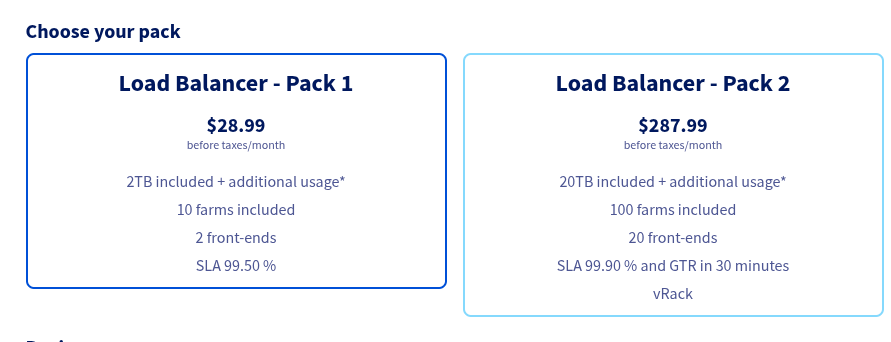 Choose your pack
Load Balancer - Pack 1
$28.99
before taxes/month
2TB included + additional usage*
10 farms included
2 front-ends
SLA 99.50 %
Load Balancer - Pack 2
$287.99
before taxes/month
20TB included + additional usage*
100 farms included
20 front-ends
SLA 99.90 % and GTR in 30 minutes
vRack